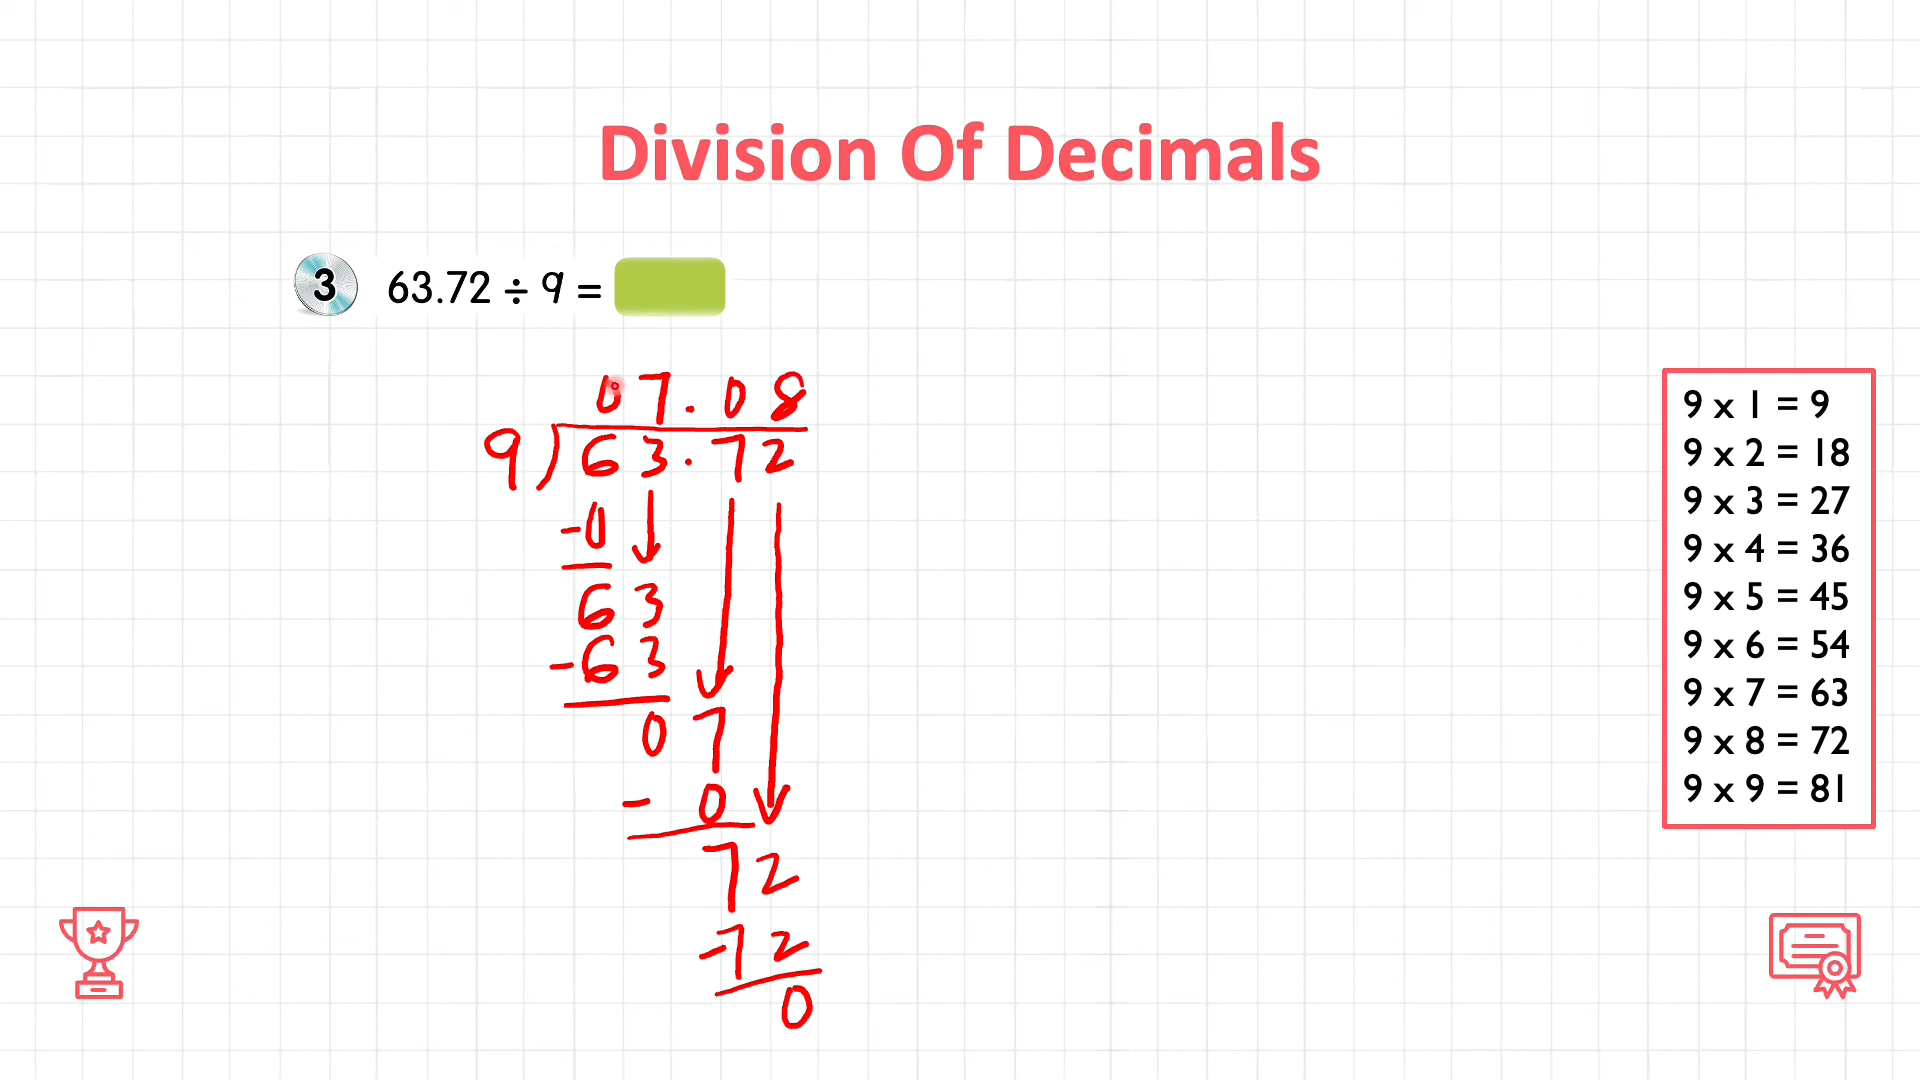 Division Of Decimals
3 63.72 ÷ 9 =
07.08
9)63.72
-0
63
-63
07
- 0
72
-72
0
9 x 1 = 9
9 x 2 = 18
9 x 3 = 27
9 x 4 = 36
9 x 5 = 45
9 x 6 = 54
9 x 7 = 63
9 x 8 = 72
9 x 9 = 81